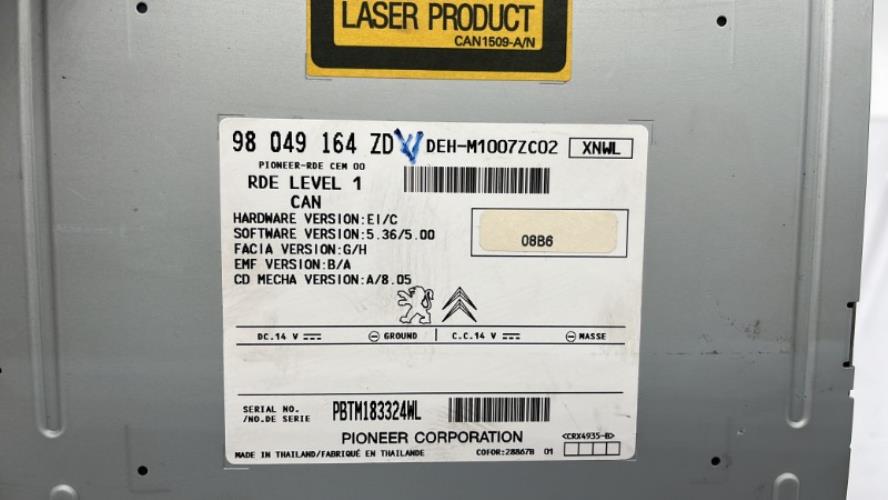 LASER PRODUCT
CAN1509-A/N
98 049 164 ZD DEH-M1007ZC02 XNWL
PIONEER-RDE CEM 00
RDE LEVEL 1
CAN
HARDWARE VERSION:EI/C
SOFTWARE VERSION:5.36/5.00
08B6
FACIA VERSION:G/H
EMF VERSION:B/A
CD MECHA VERSION:A/8.05
DC.14 V GROUND C.C.14 V MASSE
SERIAL NO.
/NO.DE SERIE PBTM183324WL
PIONEER CORPORATION <CRX4935-B>
MADE IN THAILAND/FABRIQUÉ EN THAILANDE COFOR:28867B 01